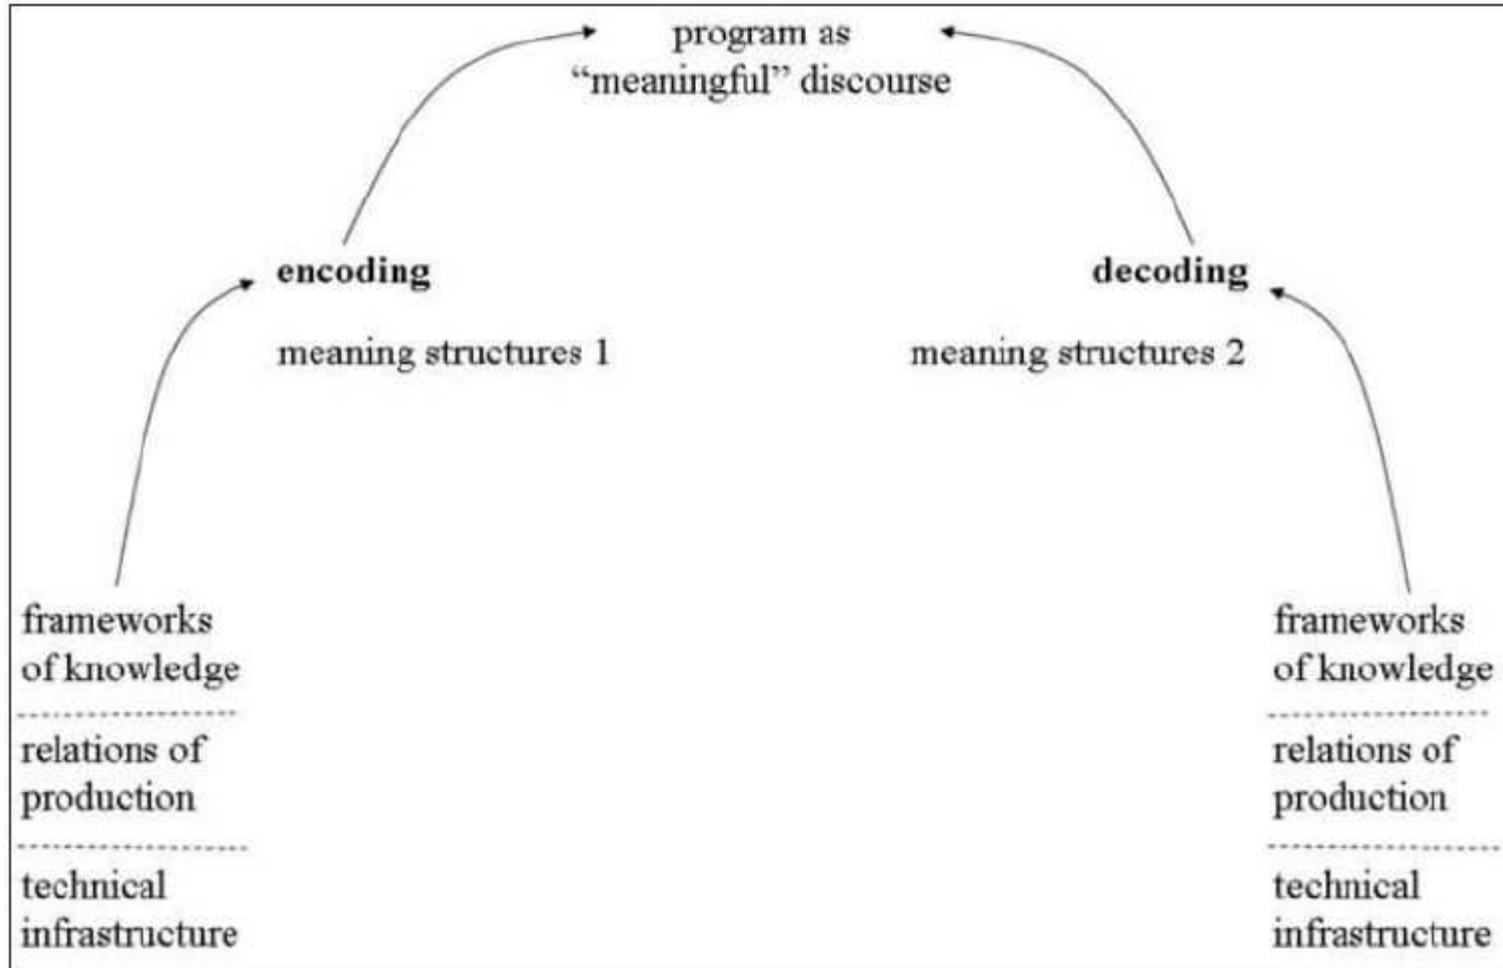 program as
“meaningful” discourse
encoding
decoding
meaning structures 1
meaning structures 2
frameworks
of knowledge
relations of
production
technical
infrastructure
frameworks
of knowledge
relations of
production
technical
infrastructure